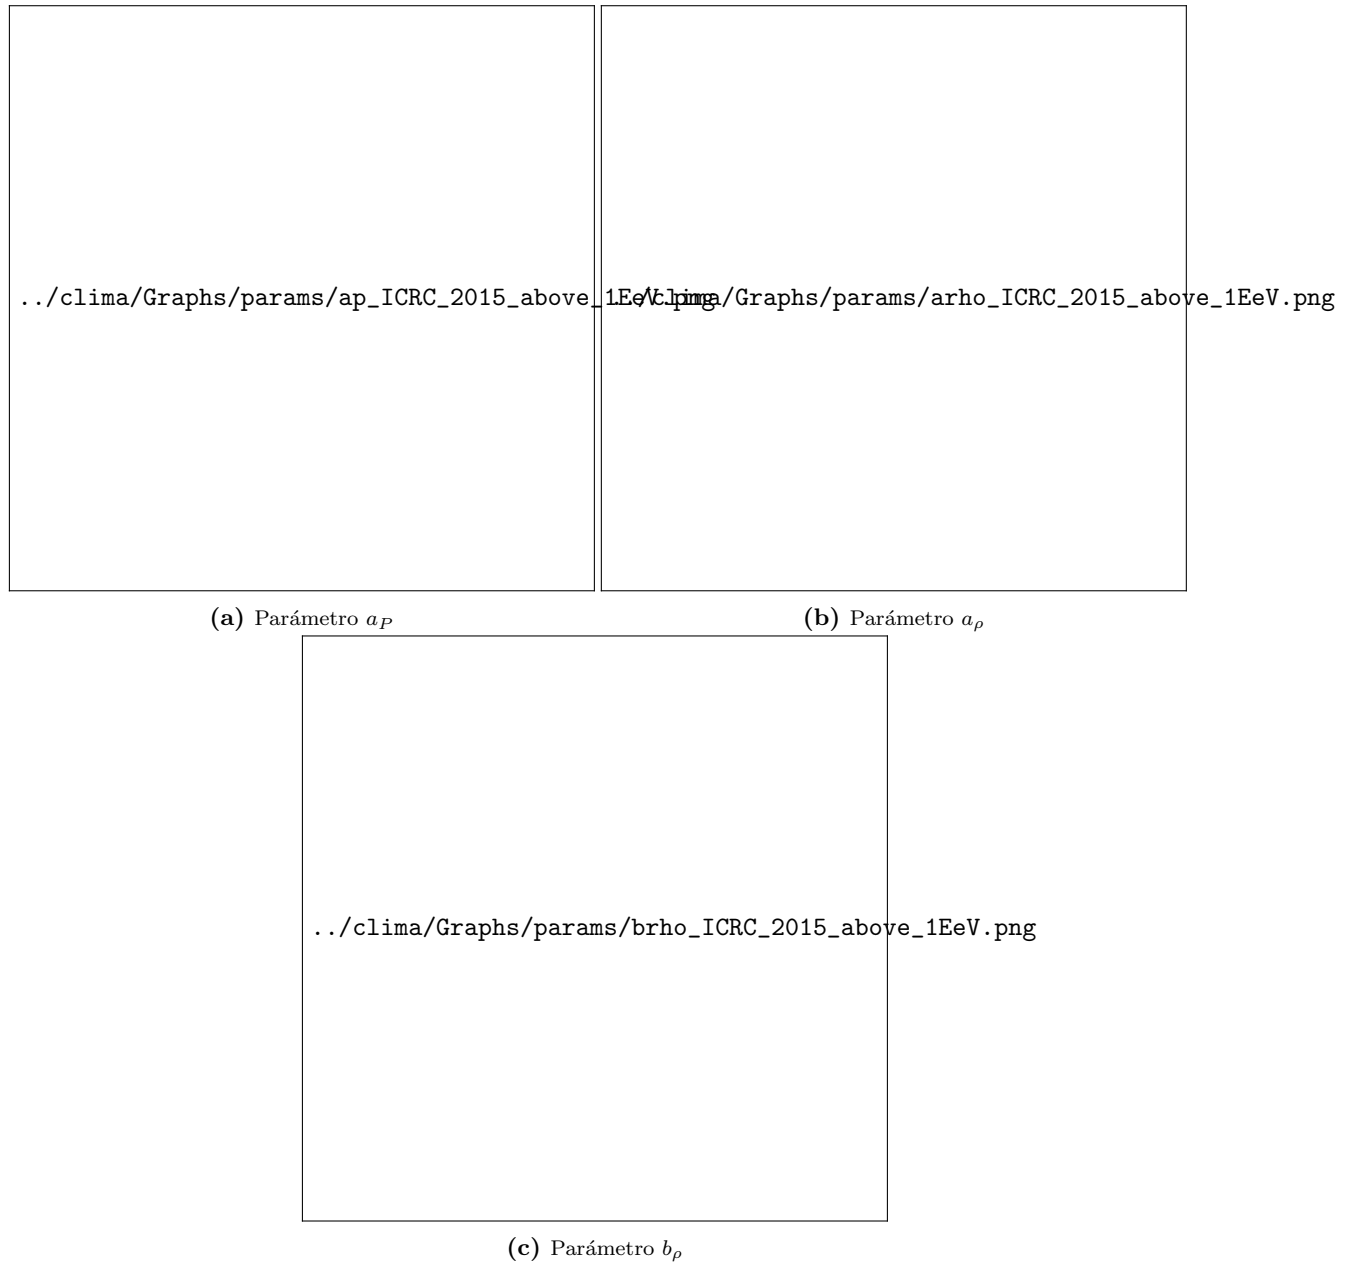 ../clima/Graphs/params/ap_ICRC_2015_above_1EeV.png
../clima/Graphs/params/arho_ICRC_2015_above_1EeV.png
(a) Parámetro a_P
(b) Parámetro a_ρ
../clima/Graphs/params/brho_ICRC_2015_above_1EeV.png
(c) Parámetro b_ρ